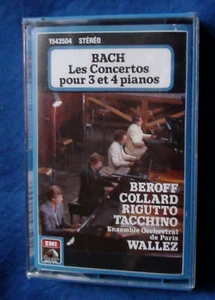 1543504 STÉRÉO
BACH
Les Concertos
pour 3 et 4 pianos
BEROFF
COLLARD
RIGUTTO
TACCHINO
Ensemble Orchestral
de Paris
WALLEZ
EMI